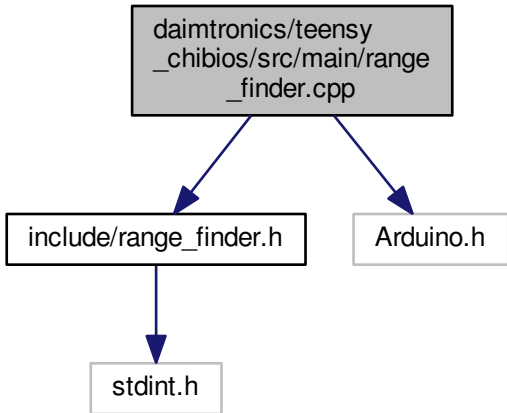 daimtronics/teensy
_chibios/src/main/range
_finder.cpp
include/range_finder.h
Arduino.h
stdint.h